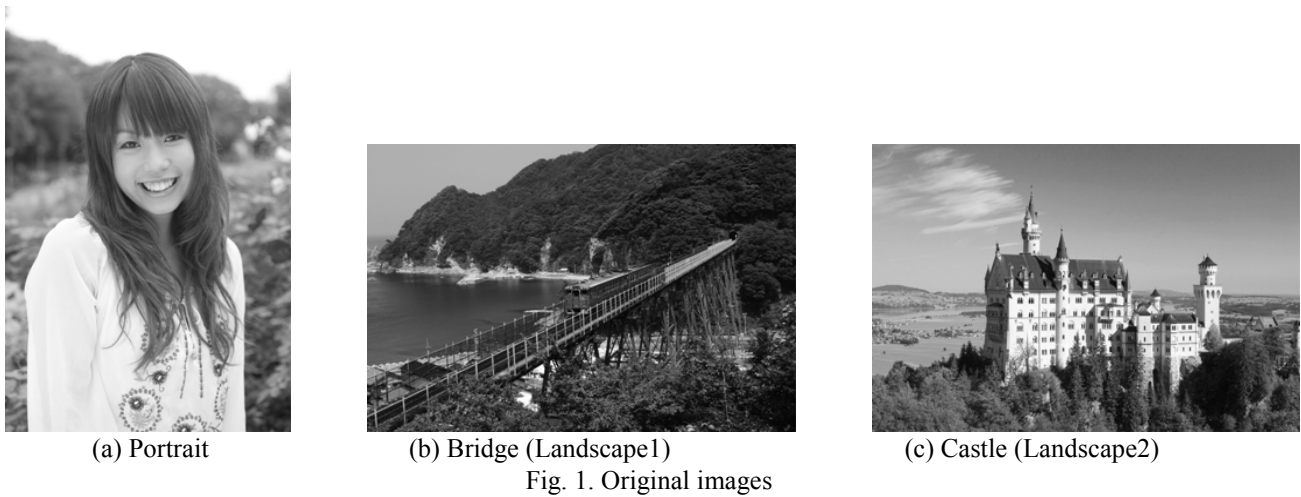 (a) Portrait
(b) Bridge (Landscape1)
(c) Castle (Landscape2)
Fig. 1. Original images